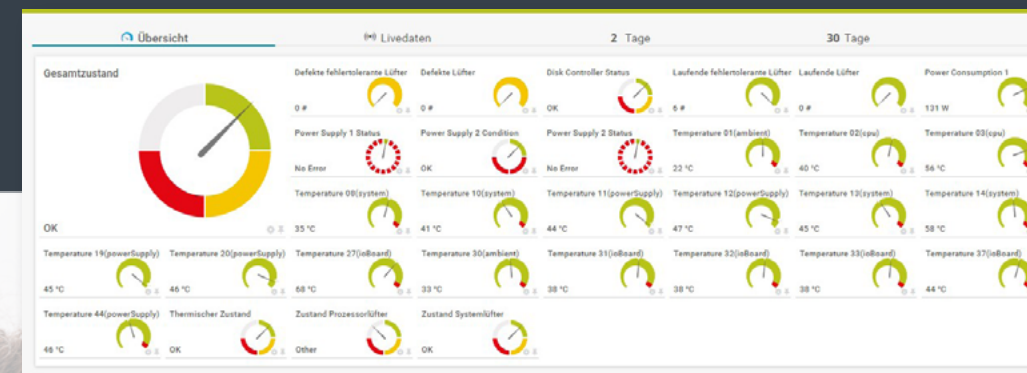 Übersicht
Livedaten
2 Tage
30 Tage
Gesamtzustand
OK
Defekte fehlertolerante Lüfter
0 #
Defekte Lüfter
0 #
Disk Controller Status
OK
Laufende fehlertolerante Lüfter
6 #
Laufende Lüfter
0 #
Power Consumption 1
131 W
Power Supply 1 Status
No Error
Power Supply 2 Condition
OK
Power Supply 2 Status
No Error
Temperature 01(ambient)
22 °C
Temperature 02(cpu)
40 °C
Temperature 03(cpu)
56 °C
Temperature 08(system)
35 °C
Temperature 10(system)
41 °C
Temperature 11(powerSupply)
44 °C
Temperature 12(powerSupply)
47 °C
Temperature 13(system)
45 °C
Temperature 14(system)
58 °C
Temperature 19(powerSupply)
45 °C
Temperature 20(powerSupply)
46 °C
Temperature 27(ioBoard)
68 °C
Temperature 30(ambient)
33 °C
Temperature 31(ioBoard)
38 °C
Temperature 32(ioBoard)
38 °C
Temperature 33(ioBoard)
38 °C
Temperature 37(ioBoard)
44 °C
Temperature 44(powerSupply)
46 °C
Thermischer Zustand
OK
Zustand Prozessorlüfter
Other
Zustand Systemlüfter
OK